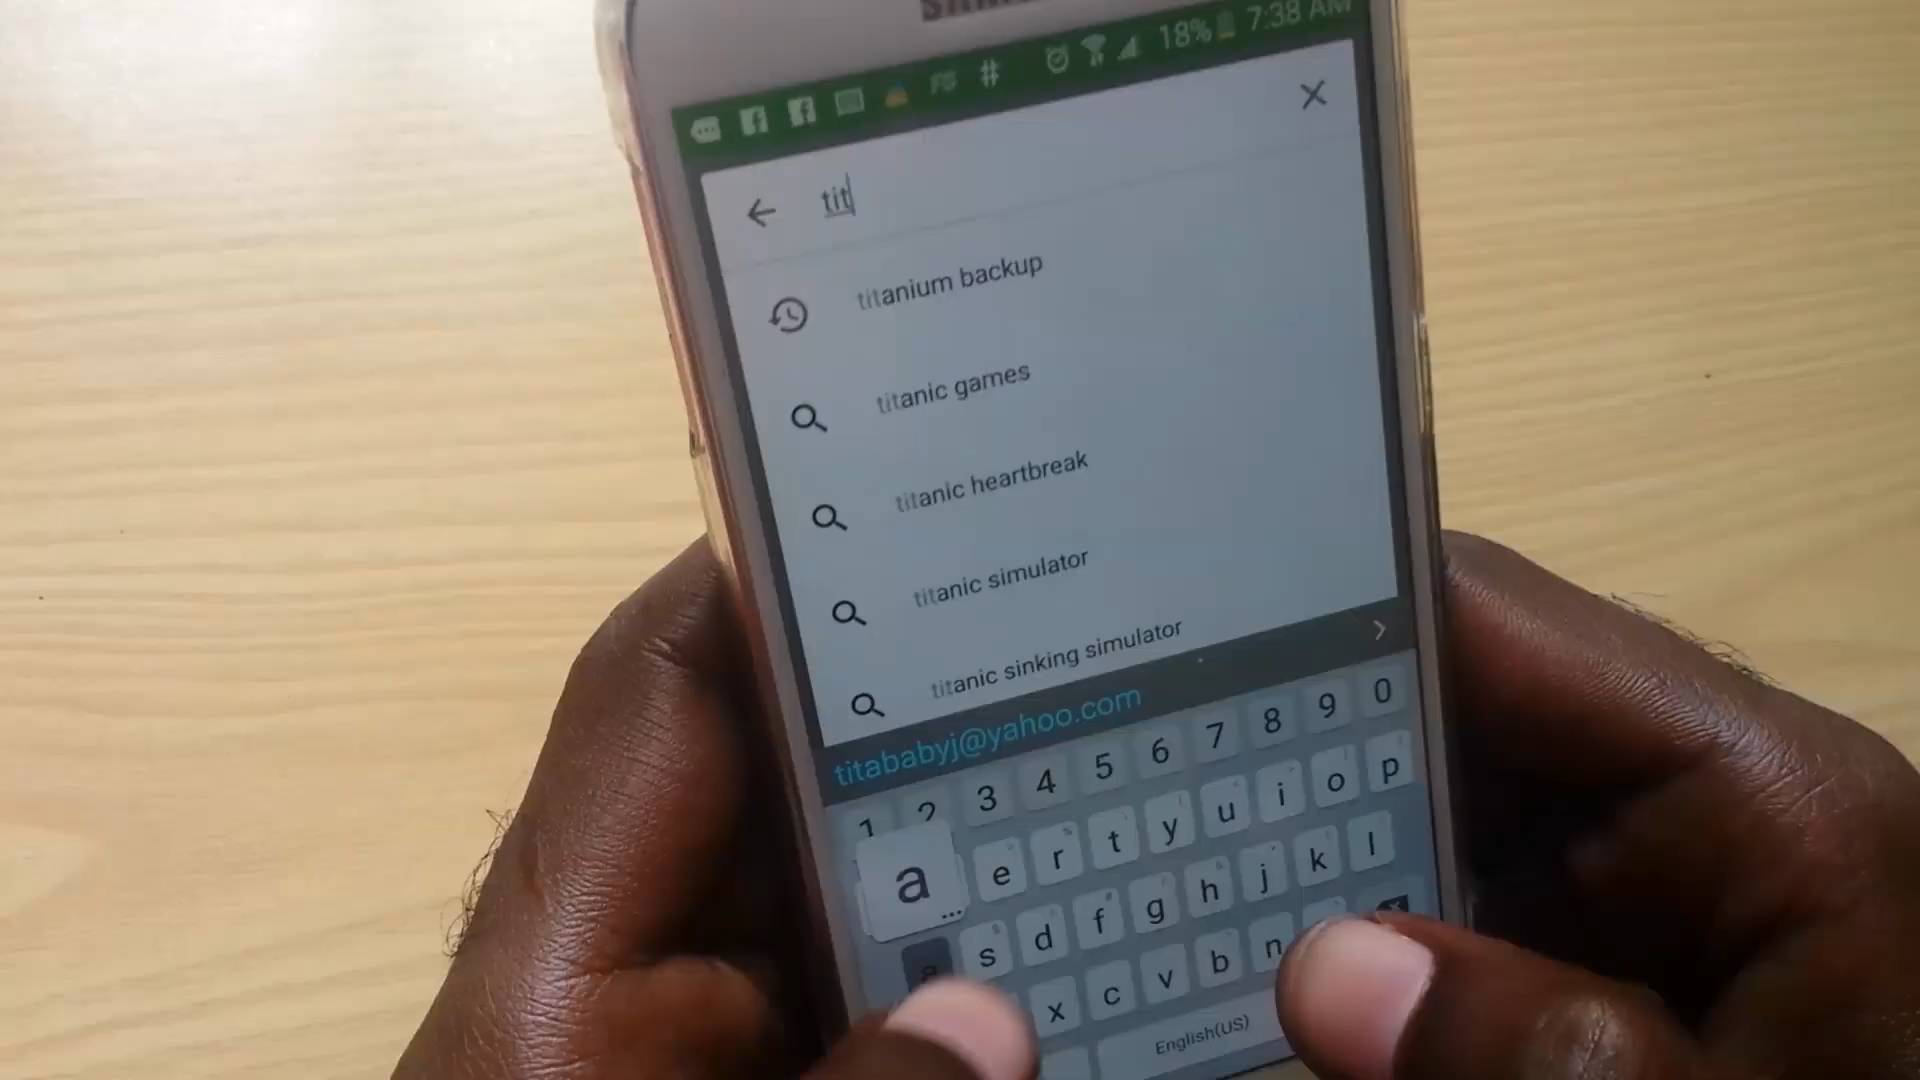 18% 7:38 AM
tit
titanium backup
titanic games
titanic heartbreak
titanic simulator
titanic sinking simulator
titababyj@yahoo.com
1 2 3 4 5 6 7 8 9 0
a e r t y u i o p
s d f g h j k l
x c v b n
English(US)